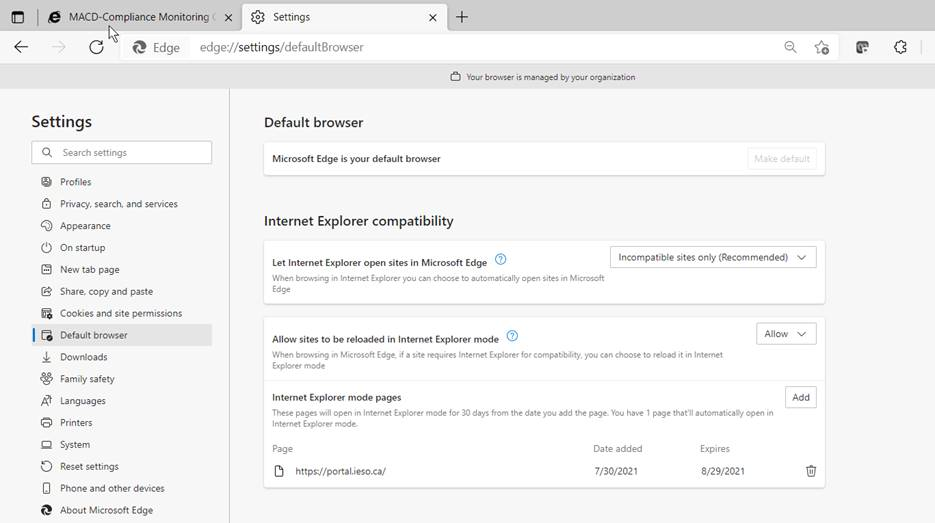 MACD-Compliance Monitoring
Settings
Edge
edge://settings/defaultBrowser
Your browser is managed by your organization
Settings
Search settings
Profiles
Privacy, search, and services
Appearance
On startup
New tab page
Share, copy and paste
Cookies and site permissions
Default browser
Downloads
Family safety
Languages
Printers
System
Reset settings
Phone and other devices
About Microsoft Edge
Default browser
Microsoft Edge is your default browser
Make default
Internet Explorer compatibility
Let Internet Explorer open sites in Microsoft Edge
Incompatible sites only (Recommended)
When browsing in Internet Explorer you can choose to automatically open sites in Microsoft
Edge
Allow sites to be reloaded in Internet Explorer mode
Allow
When browsing in Microsoft Edge, if a site requires Internet Explorer for compatibility, you can choose to reload it in Internet
Explorer mode
Internet Explorer mode pages
Add
These pages will open in Internet Explorer mode for 30 days from the date you add the page. You have 1 page that'll automatically open in
Internet Explorer mode.
Page Date added Expires
https://portal.ieso.ca/ 7/30/2021 8/29/2021